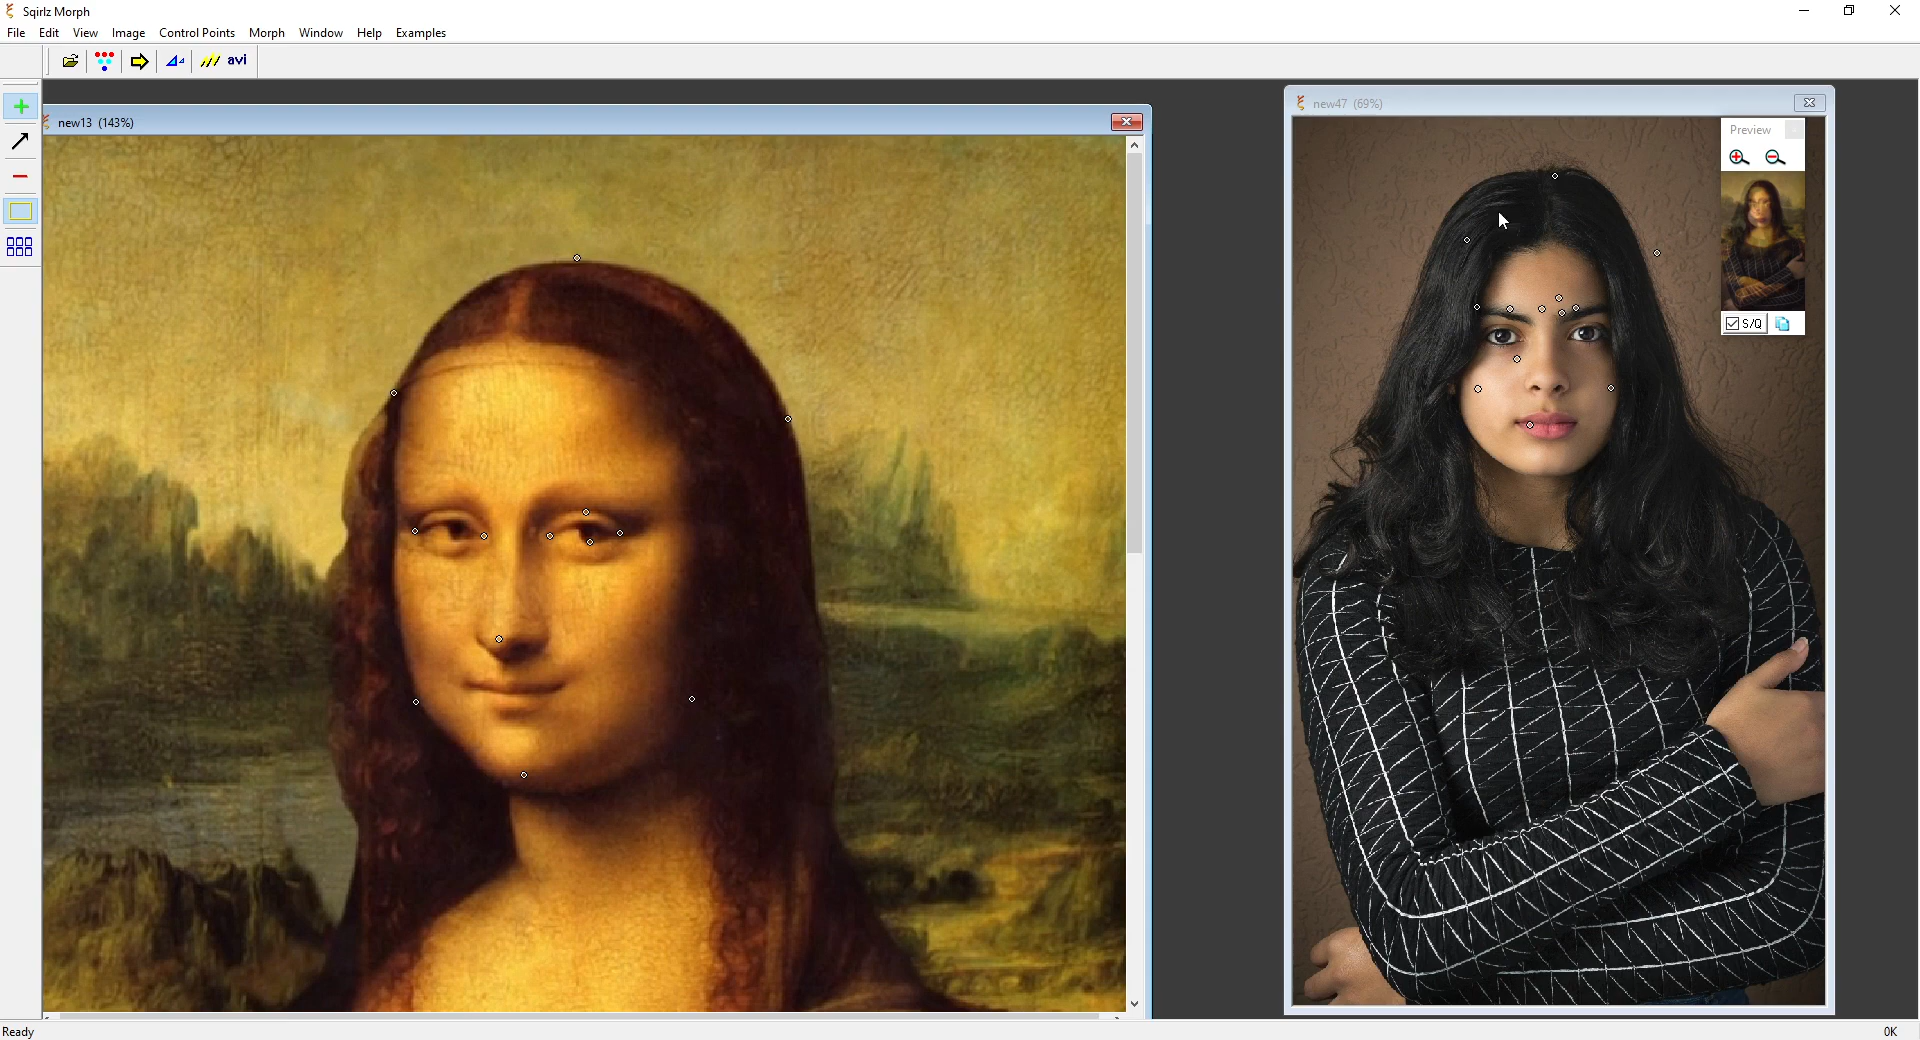 Sqirlz Morph
File Edit View Image Control Points Morph Window Help Examples
avi
new13 (143%)
new47 (69%)
Preview
S/Q
Ready
0K